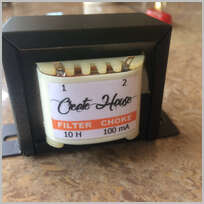 1 2
Create House
FILTER CHOKE
10 H 100 mA